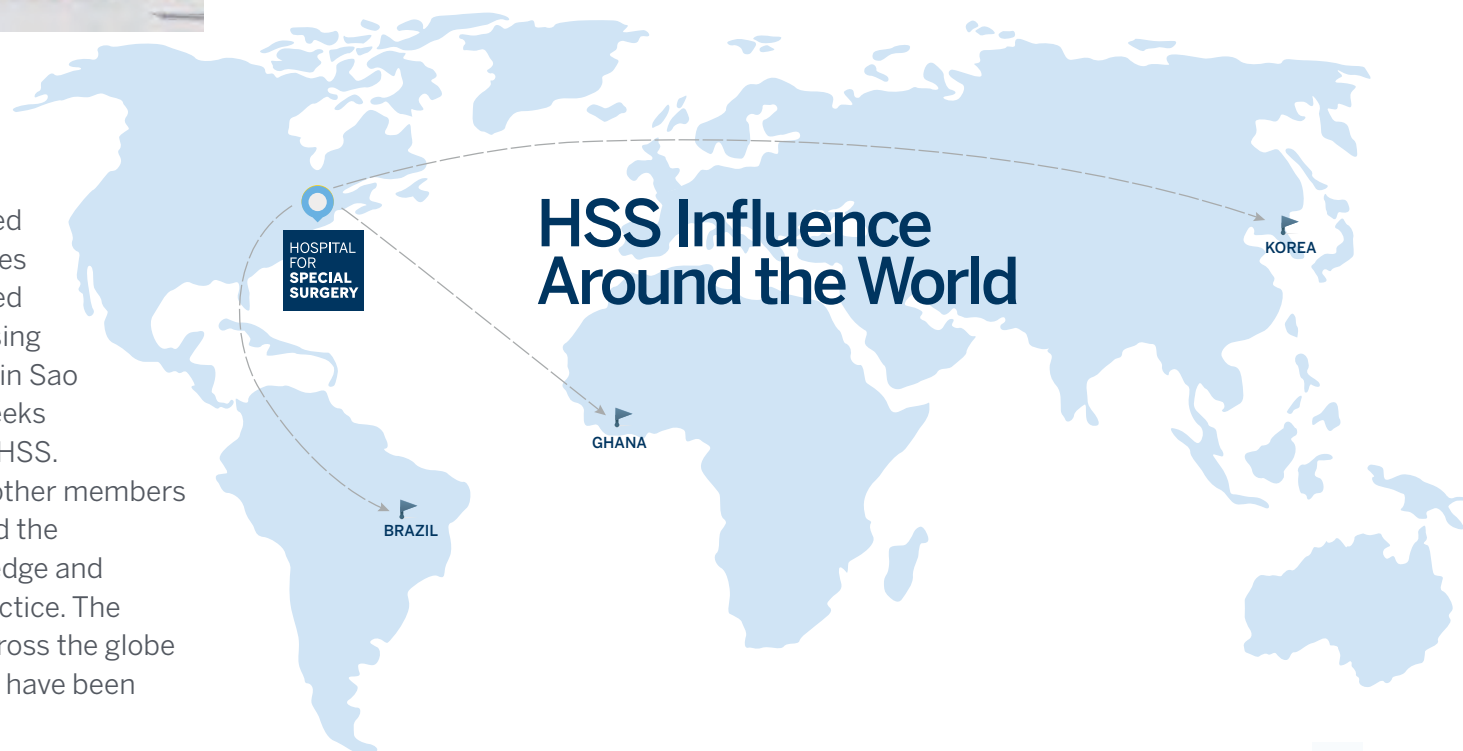 ed
es
ed
sing
in Sao
eeks
HSS.
other members
d the
edge and
ctice. The
ross the globe
have been
HOSPITAL
FOR
SPECIAL
SURGERY
HSS Influence
Around the World
KOREA
GHANA
BRAZIL